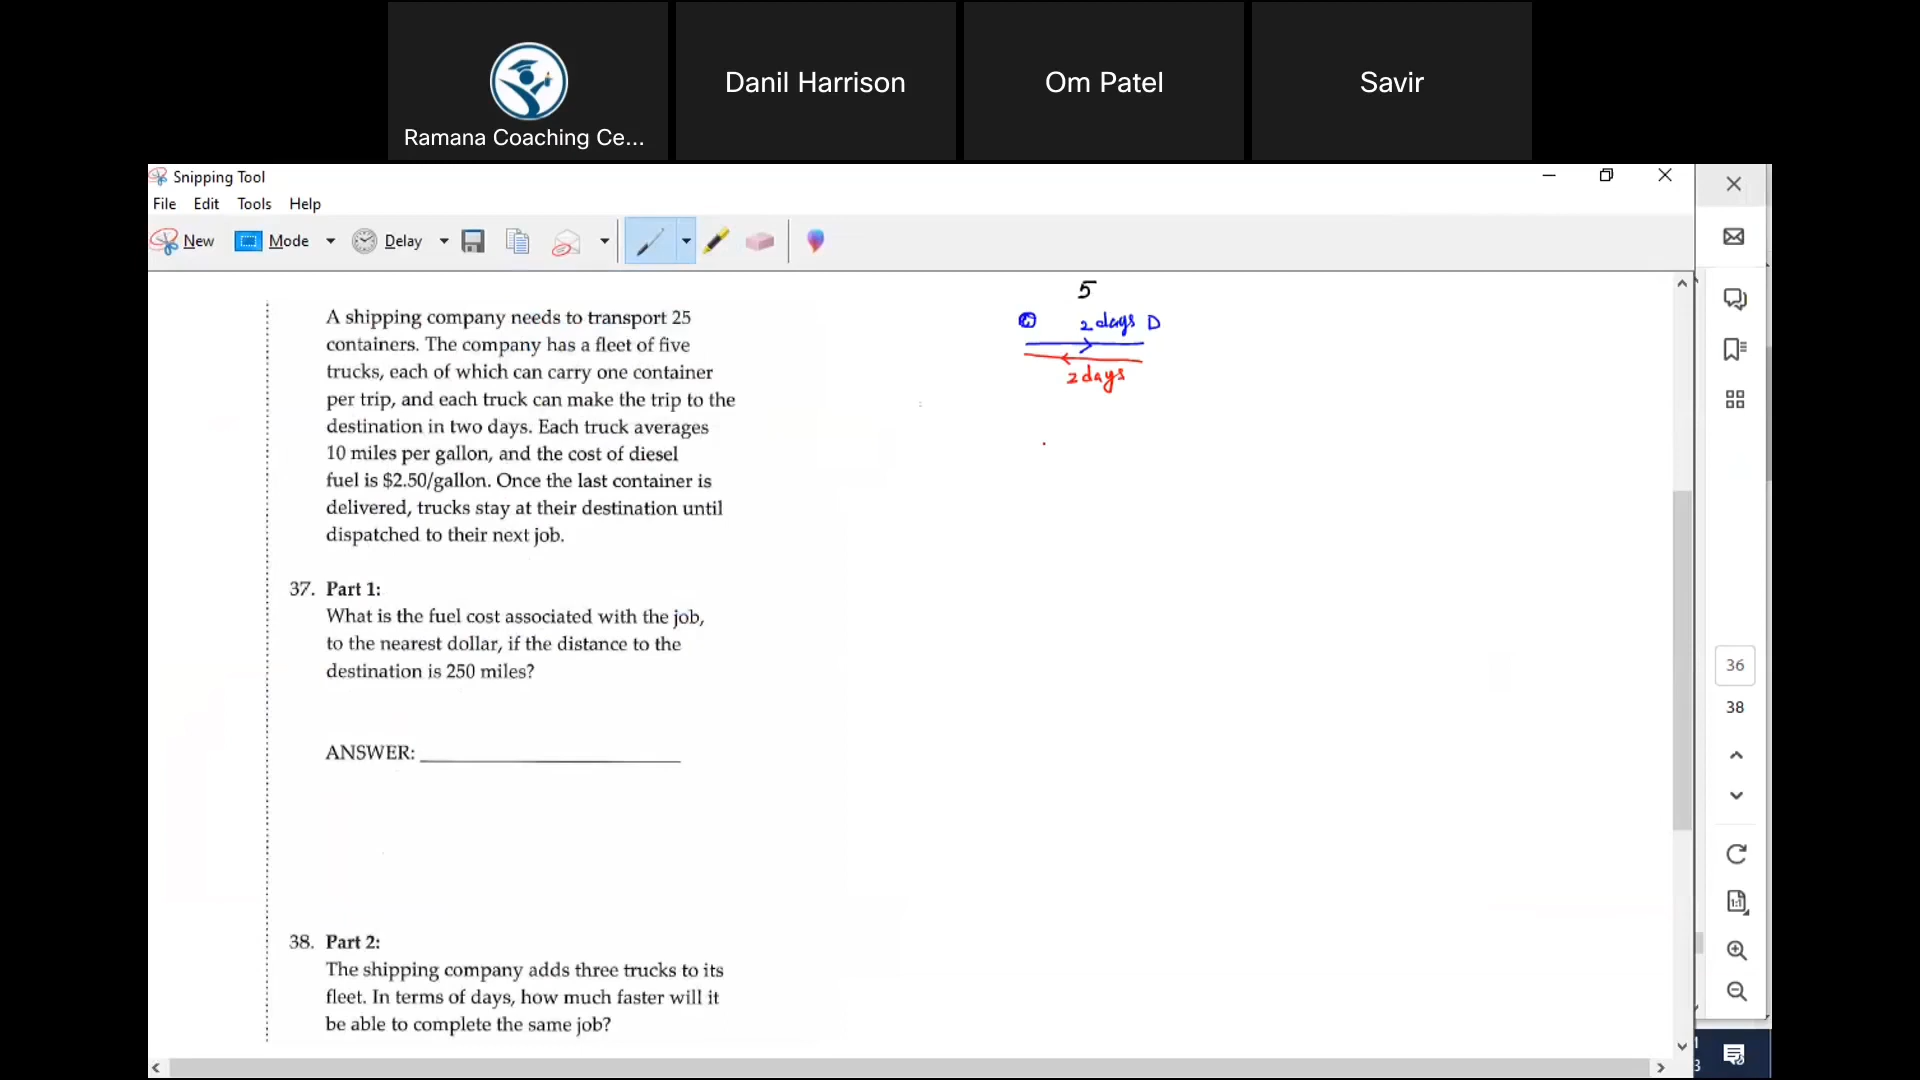 Ramana Coaching Ce...
Danil Harrison
Om Patel
Savir
Snipping Tool
File Edit Tools Help
New Mode Delay
A shipping company needs to transport 25
containers. The company has a fleet of five
trucks, each of which can carry one container
per trip, and each truck can make the trip to the
destination in two days. Each truck averages
10 miles per gallon, and the cost of diesel
fuel is $2.50/gallon. Once the last container is
delivered, trucks stay at their destination until
dispatched to their next job.
37. Part 1:
What is the fuel cost associated with the job,
to the nearest dollar, if the distance to the
destination is 250 miles?
ANSWER:
38. Part 2:
The shipping company adds three trucks to its
fleet. In terms of days, how much faster will it
be able to complete the same job?
5
2 days D
2 days
36
38
1:1